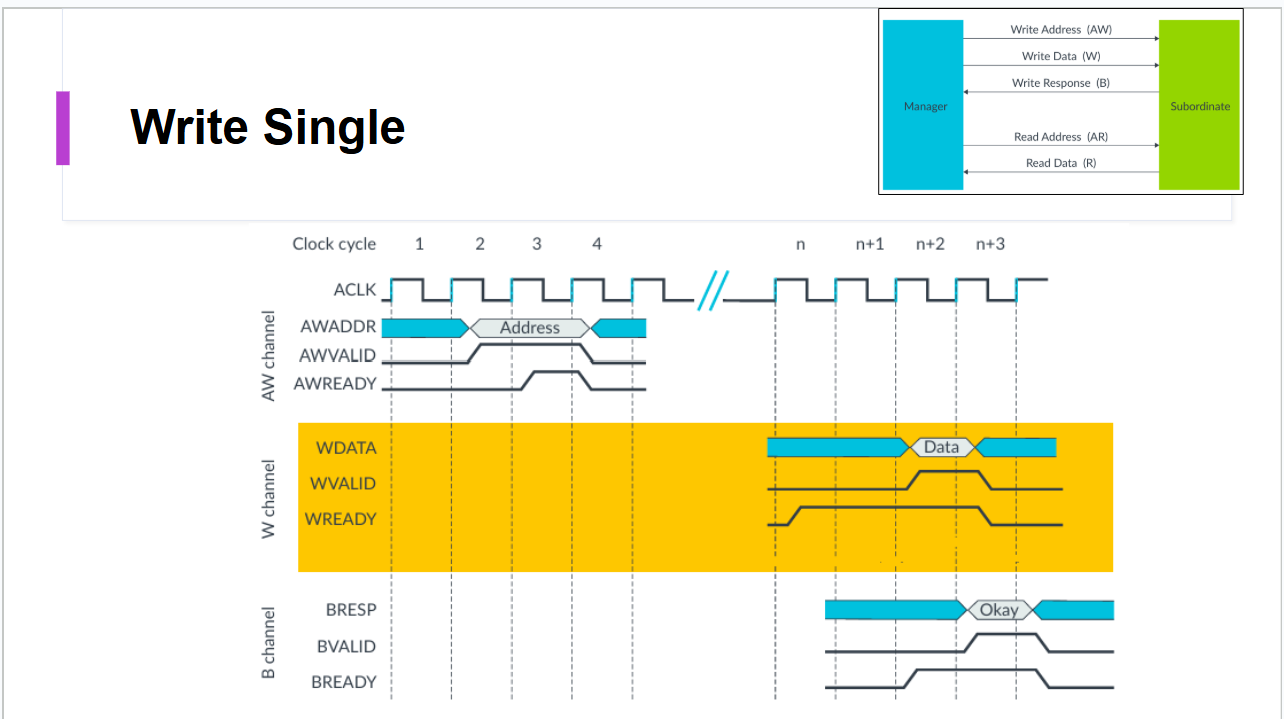 Write Single
Write Address (AW)
Write Data (W)
Write Response (B)
Manager
Subordinate
Read Address (AR)
Read Data (R)
Clock cycle 1 2 3 4 n n+1 n+2 n+3
ACLK
AW channel
AWADDR Address
AWVALID
AWREADY
W channel
WDATA Data
WVALID
WREADY
B channel
BRESP Okay
BVALID
BREADY